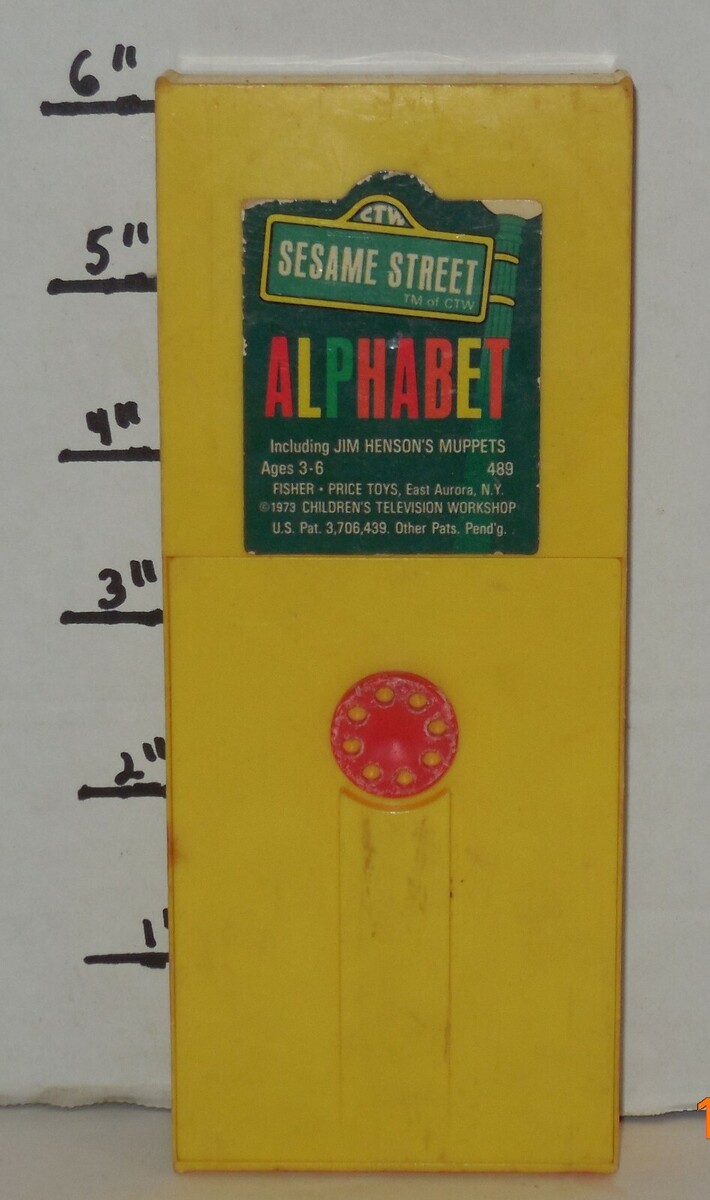 6"
5"
4"
3"
2"
1"
CTW
SESAME STREET
TM of CTW
ALPHABET
Including JIM HENSON'S MUPPETS
Ages 3-6 489
FISHER • PRICE TOYS, East Aurora, N.Y.
©1973 CHILDREN'S TELEVISION WORKSHOP
U.S. Pat. 3,706,439. Other Pats. Pend'g.